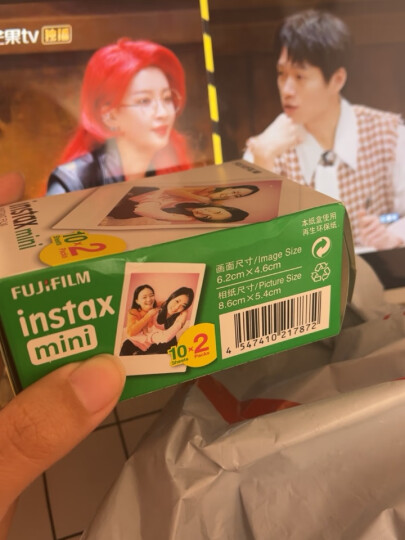 芒果tv 独播
instax mini
10×2
画面尺寸/Image Size
6.2cm×4.6cm
相纸尺寸/Picture Size
8.6cm×5.4cm
本纸盒使用
再生环保纸
FUJIFILM
instax
mini
10 × 2
Sheets Packs
4 547410 217872